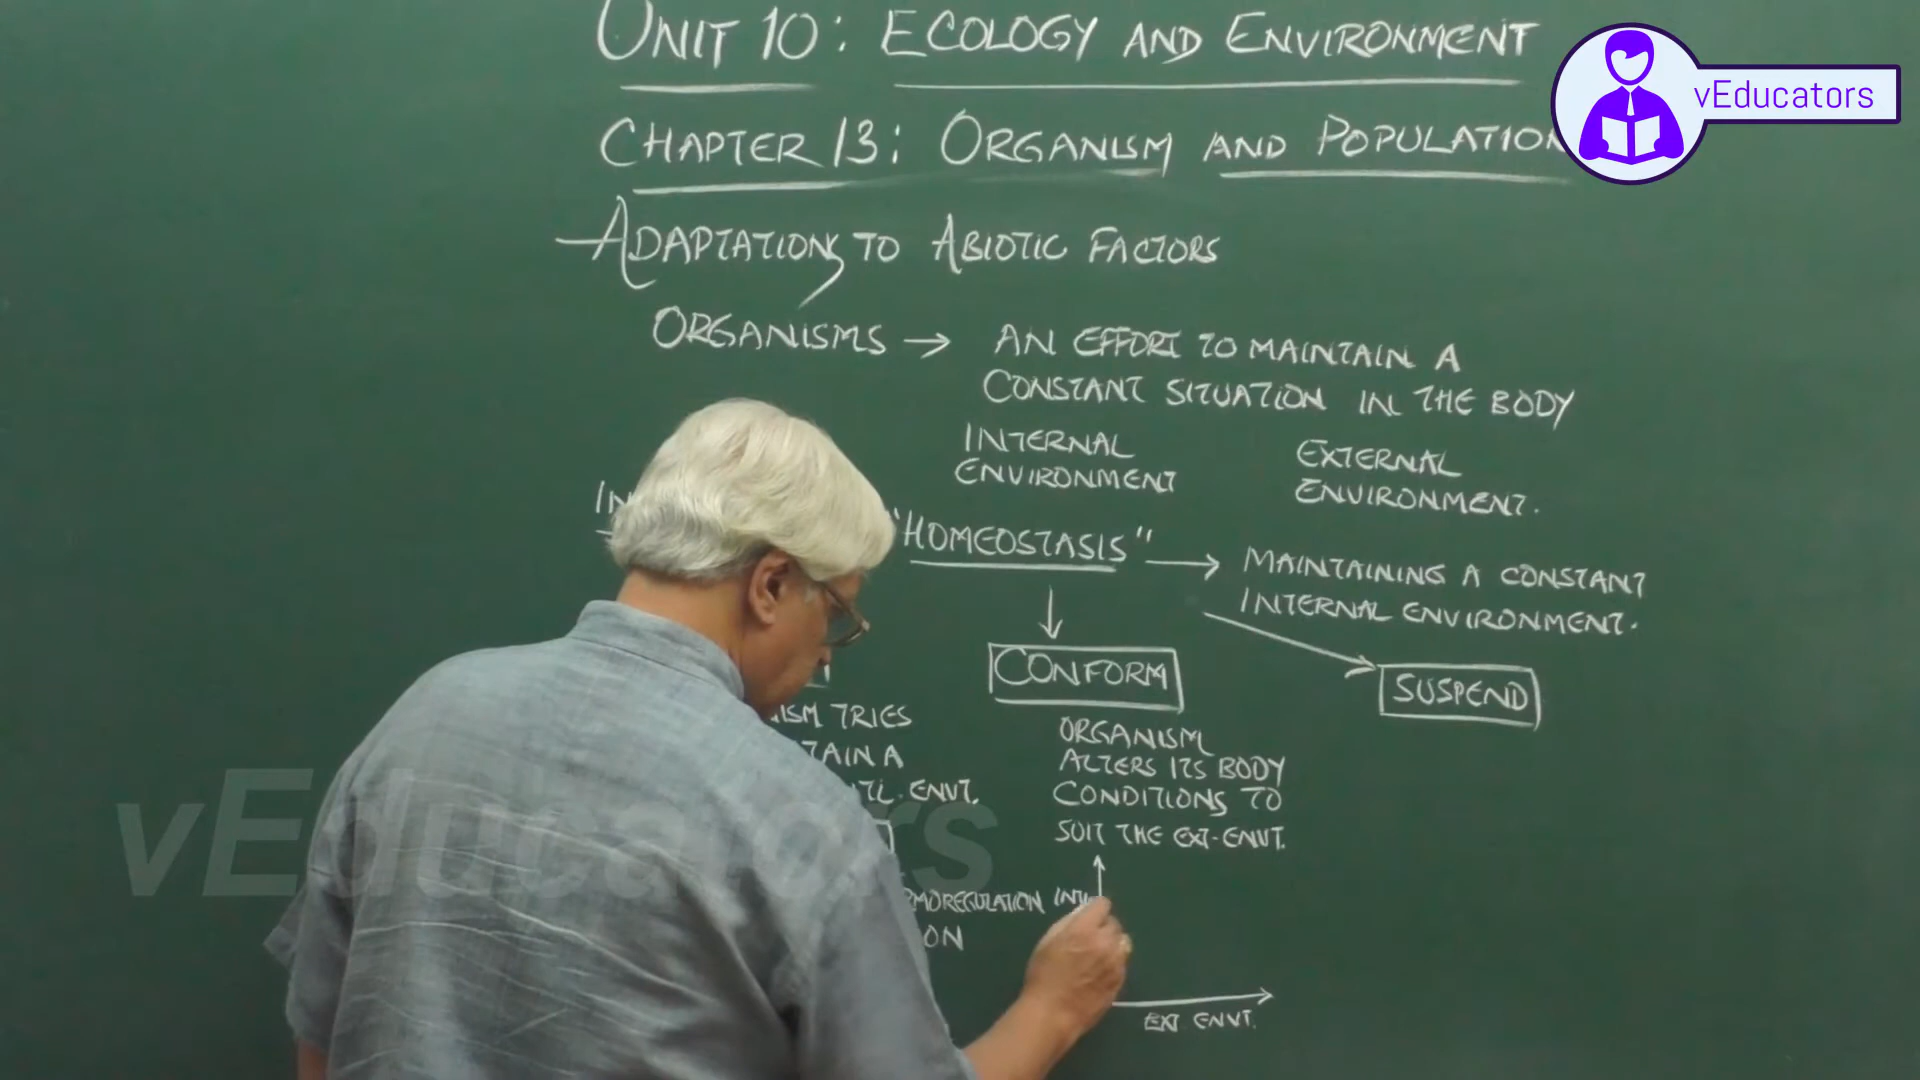 UNIT 10: ECOLOGY AND ENVIRONMENT
vEducators
CHAPTER 13: ORGANISM AND POPULATION
ADAPTATIONS TO ABIOTIC FACTORS
ORGANISMS → AN EFFORT TO MAINTAIN A
CONSTANT SITUATION IN THE BODY
INTERNAL
ENVIRONMENT
EXTERNAL
ENVIRONMENT.
"HOMEOSTASIS" → MAINTAINING A CONSTANT
INTERNAL ENVIRONMENT.
CONFORM
SUSPEND
TRIES
A
ENVT.
ORGANISM
ALTERS ITS BODY
CONDITIONS TO
SUIT THE EXT-ENVT.
EXT ENVT.
vEducators